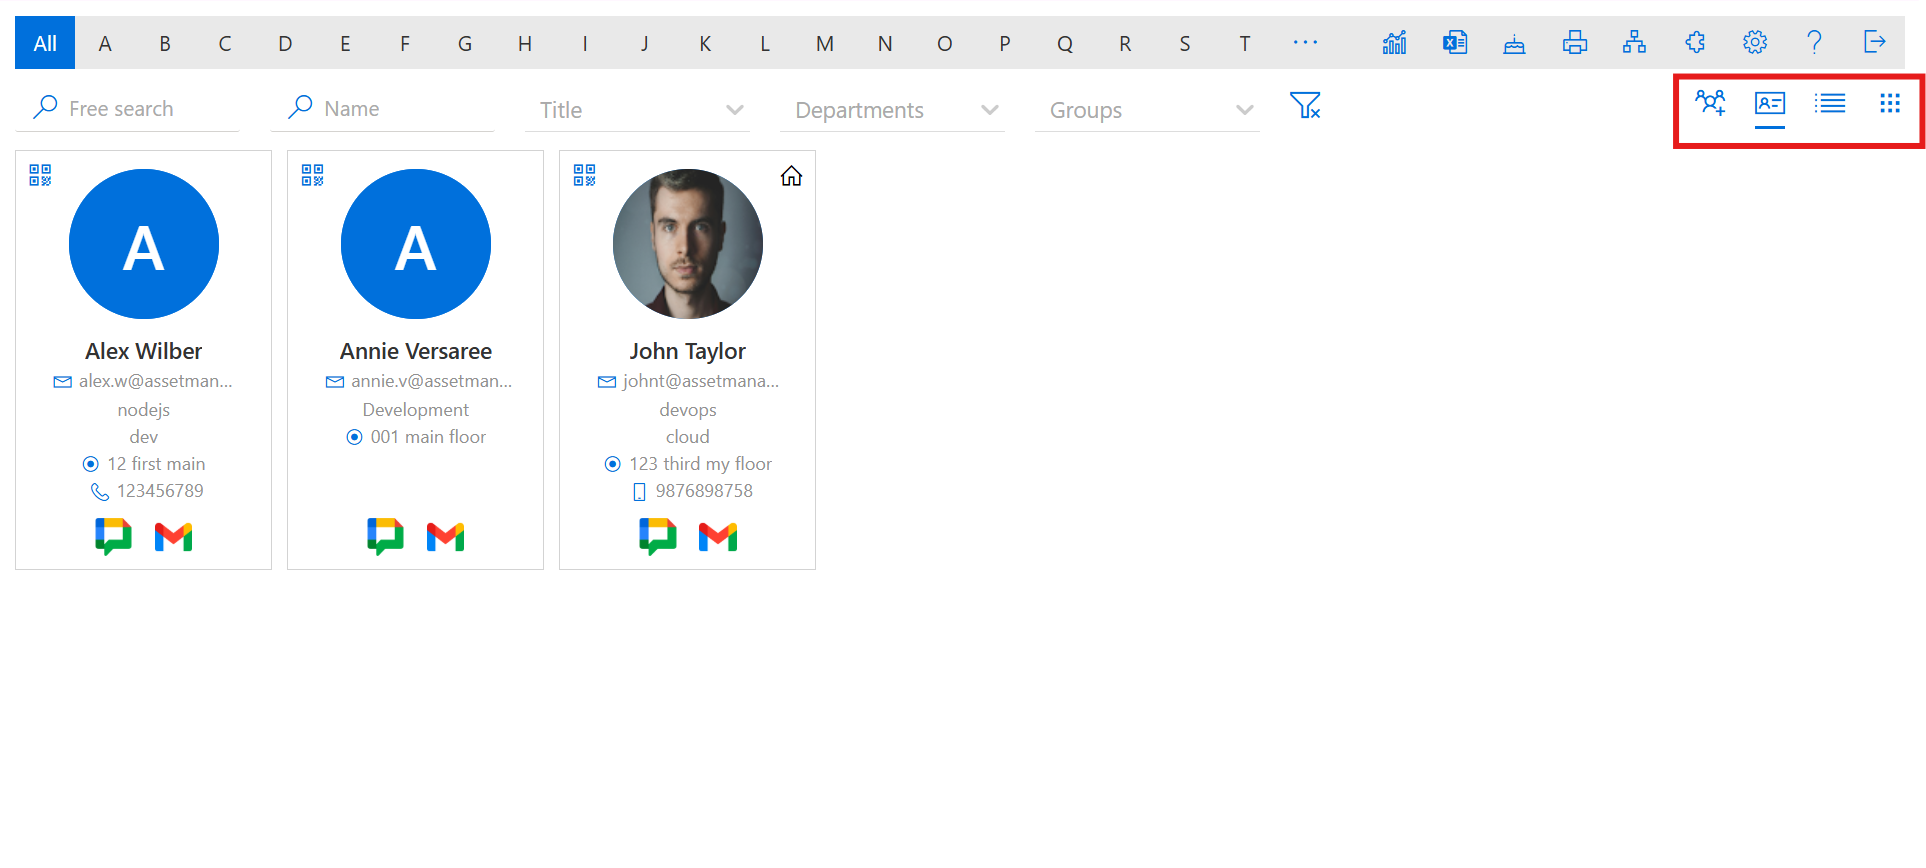 All A B C D E F G H I J K L M N O P Q R S T ...
Free search Name Title Departments Groups
A
Alex Wilber
alex.w@assetman...
nodejs
dev
12 first main
123456789
A
Annie Versaree
annie.v@assetman...
Development
001 main floor
John Taylor
johnt@assetmana...
devops
cloud
123 third my floor
9876898758